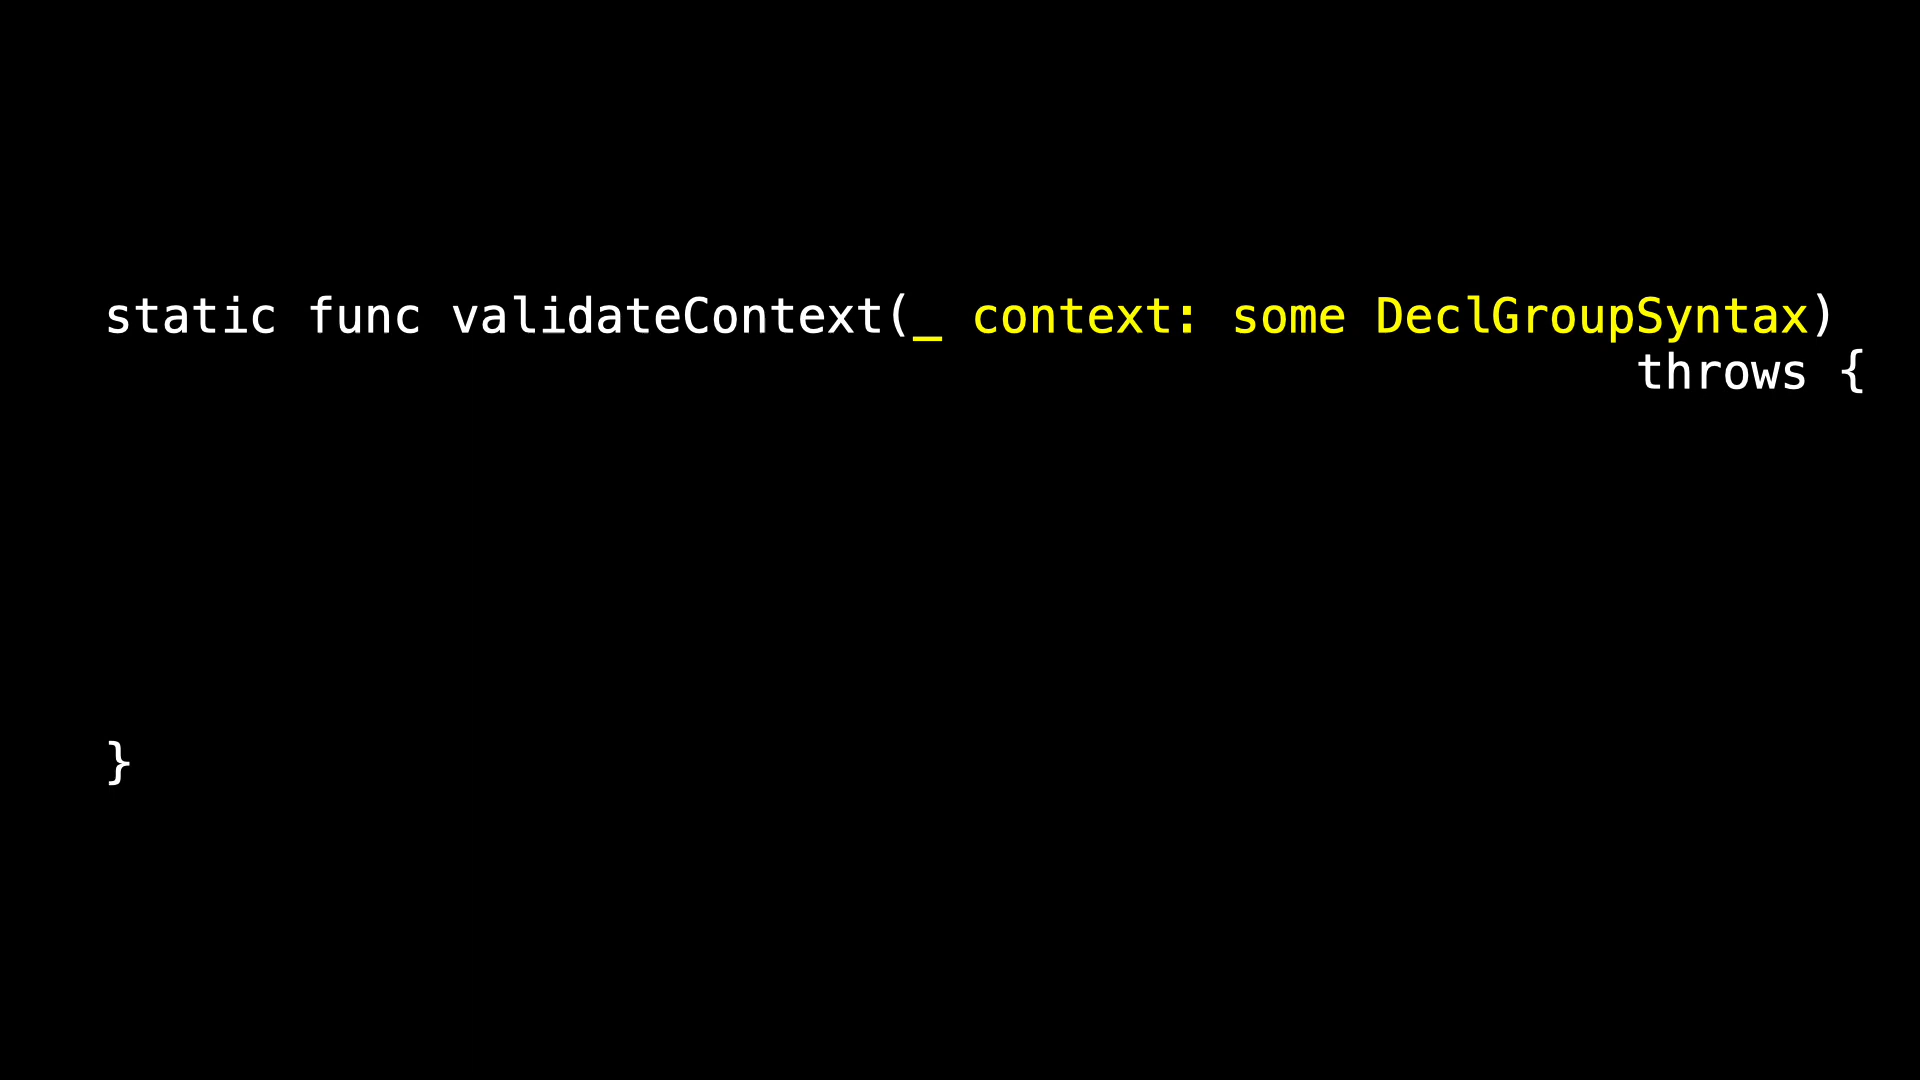 static func validateContext(_ context: some DeclGroupSyntax)
throws {
}